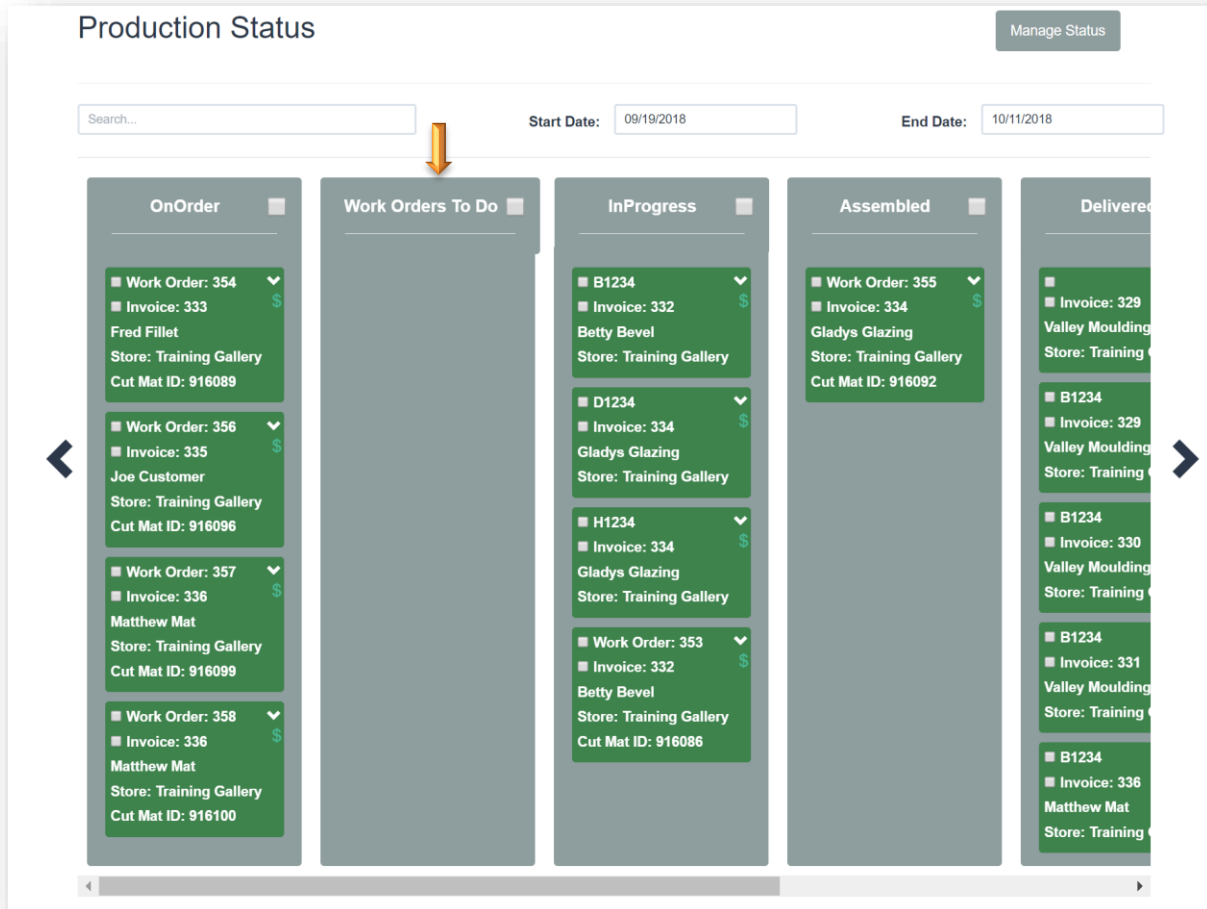 Production Status
Manage Status
Search...
Start Date:
09/19/2018
End Date:
10/11/2018
OnOrder
Work Order: 354
$
Invoice: 333
Fred Fillet
Store: Training Gallery
Cut Mat ID: 916089
Work Order: 356
$
Invoice: 335
Joe Customer
Store: Training Gallery
Cut Mat ID: 916096
Work Order: 357
$
Invoice: 336
Matthew Mat
Store: Training Gallery
Cut Mat ID: 916099
Work Order: 358
$
Invoice: 336
Matthew Mat
Store: Training Gallery
Cut Mat ID: 916100
Work Orders To Do
InProgress
B1234
$
Invoice: 332
Betty Bevel
Store: Training Gallery
D1234
$
Invoice: 334
Gladys Glazing
Store: Training Gallery
H1234
$
Invoice: 334
Gladys Glazing
Store: Training Gallery
Work Order: 353
$
Invoice: 332
Betty Bevel
Store: Training Gallery
Cut Mat ID: 916086
Assembled
Work Order: 355
$
Invoice: 334
Gladys Glazing
Store: Training Gallery
Cut Mat ID: 916092
Delivered
Invoice: 329
Valley Moulding
Store: Training
B1234
Invoice: 329
Valley Moulding
Store: Training
B1234
Invoice: 330
Valley Moulding
Store: Training
B1234
Invoice: 331
Valley Moulding
Store: Training
B1234
Invoice: 336
Matthew Mat
Store: Training